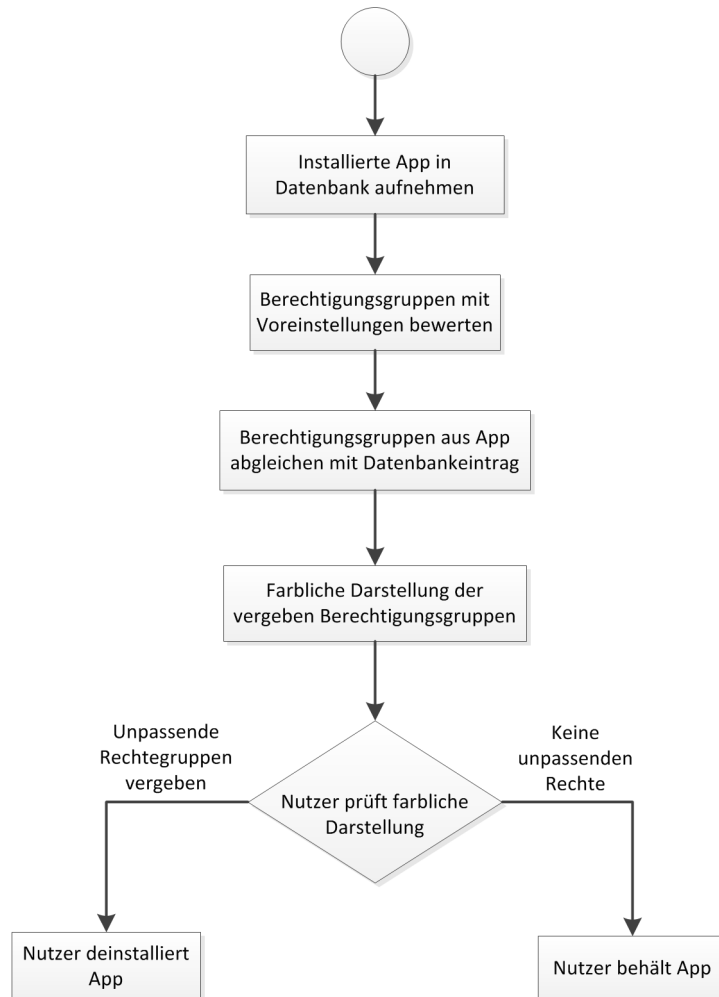 Installierte App in
Datenbank aufnehmen
Berechtigungsgruppen mit
Voreinstellungen bewerten
Berechtigungsgruppen aus App
abgleichen mit Datenbankeintrag
Farbliche Darstellung der
vergeben Berechtigungsgruppen
Unpassende
Rechtegruppen
vergeben
Keine
unpassenden
Rechte
Nutzer prüft farbliche
Darstellung
Nutzer deinstalliert
App
Nutzer behält App